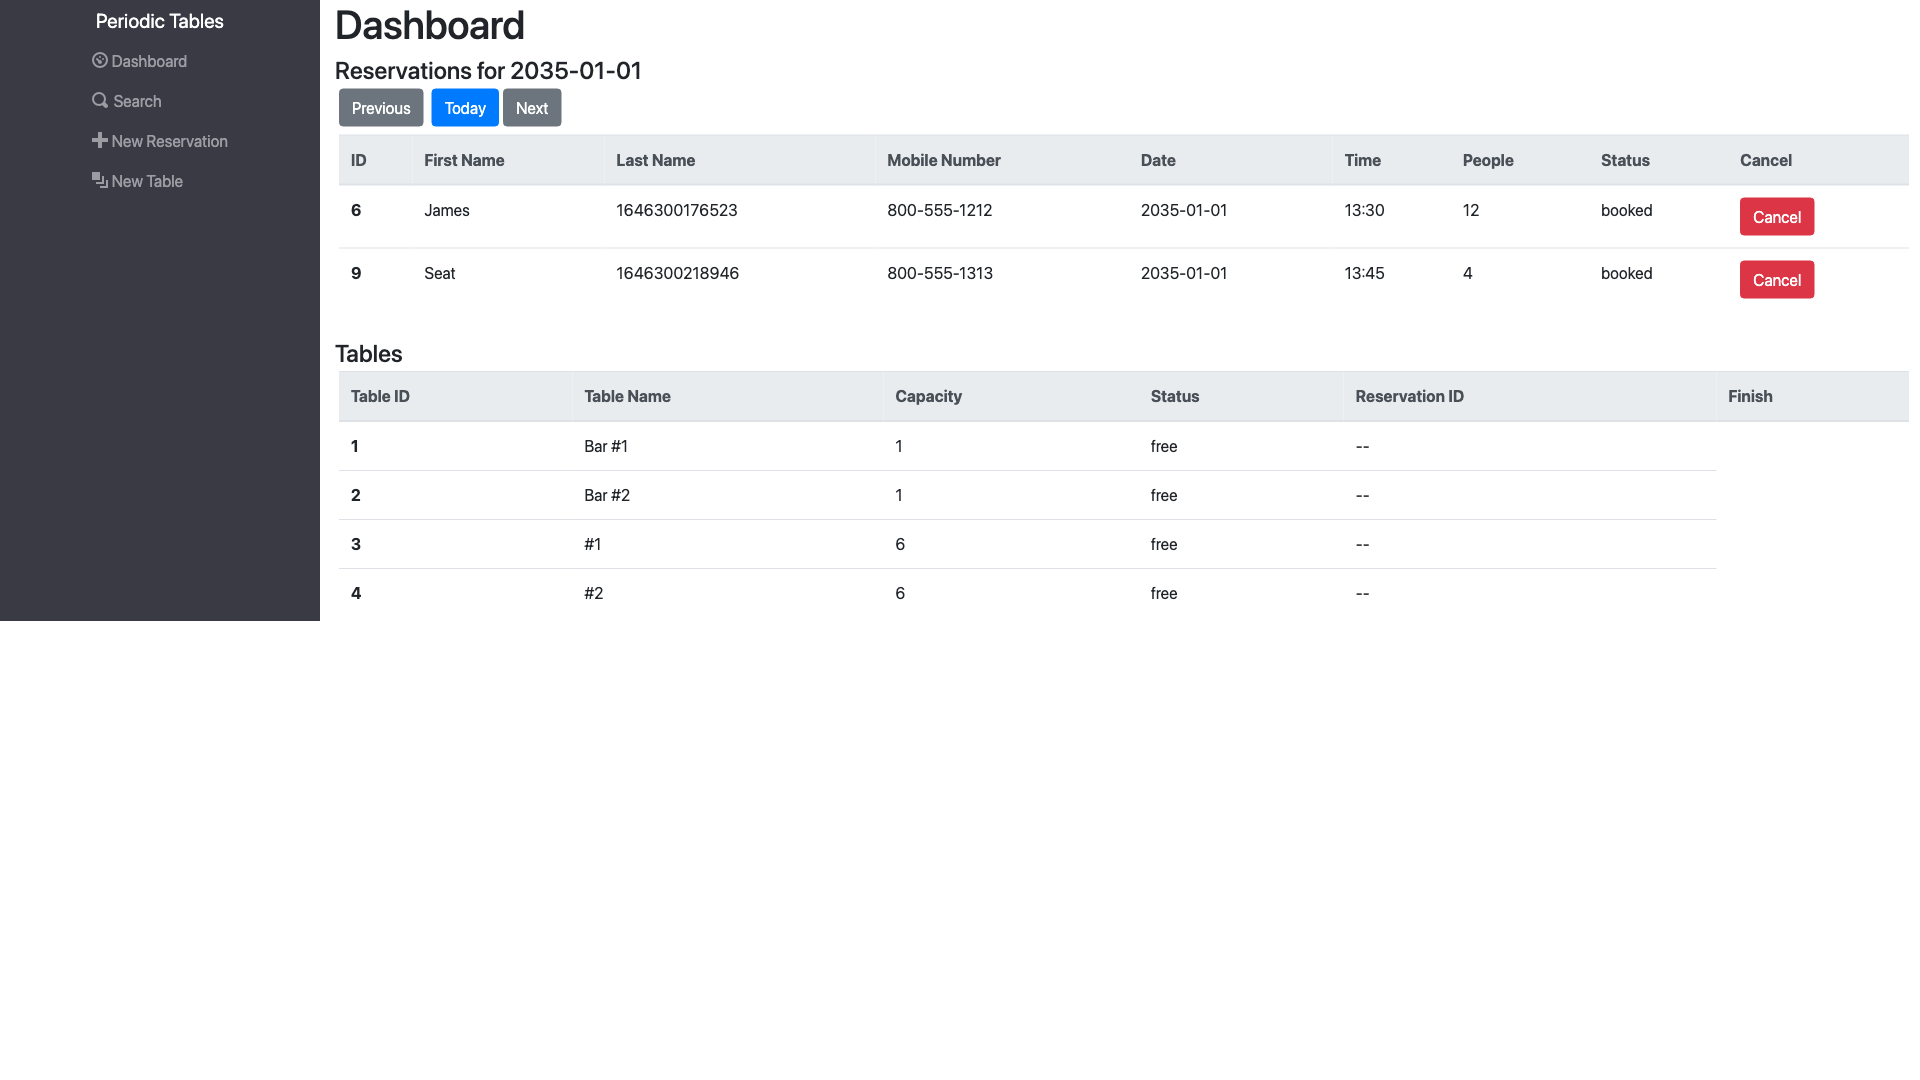 Periodic Tables
Dashboard
Search
New Reservation
New Table
Dashboard
Reservations for 2035-01-01
Previous Today Next
ID First Name Last Name Mobile Number Date Time People Status Cancel
6 James 1646300176523 800-555-1212 2035-01-01 13:30 12 booked Cancel
9 Seat 1646300218946 800-555-1313 2035-01-01 13:45 4 booked Cancel
Tables
Table ID Table Name Capacity Status Reservation ID Finish
1 Bar #1 1 free --
2 Bar #2 1 free --
3 #1 6 free --
4 #2 6 free --